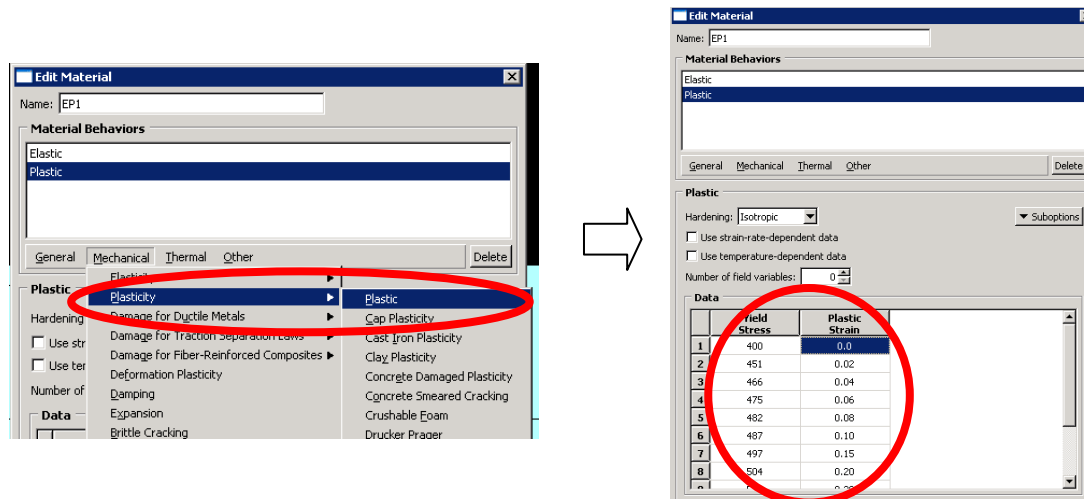 Edit Material
Name: EP1
Material Behaviors
Elastic
Plastic
General Mechanical Thermal Other Delete
Elasticity
Plastic
Plasticity
Plastic
Hardening
Damage for Ductile Metals
Cap Plasticity
Use str
Damage for Traction Separation Laws
Cast Iron Plasticity
Use ter
Damage for Fiber-Reinforced Composites
Clay Plasticity
Deformation Plasticity
Concrete Damaged Plasticity
Number of
Damping
Concrete Smeared Cracking
Data
Expansion
Crushable Foam
Brittle Cracking
Drucker Prager
Edit Material
Name: EP1
Material Behaviors
Elastic
Plastic
General Mechanical Thermal Other Delete
Plastic
Hardening: Isotropic Suboptions
Use strain-rate-dependent data
Use temperature-dependent data
Number of field variables: 0
Data
Yield Plastic
Stress Strain
1 400 0.0
2 451 0.02
3 466 0.04
4 475 0.06
5 482 0.08
6 487 0.10
7 497 0.15
8 504 0.20